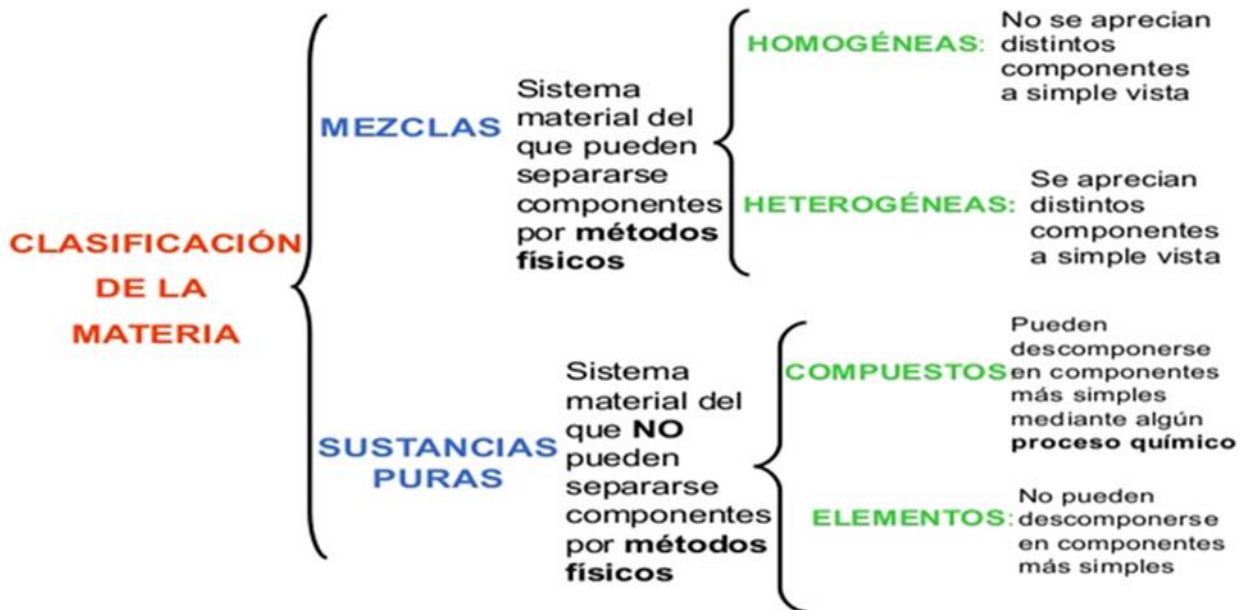 CLASIFICACIÓN
DE LA
MATERIA
MEZCLAS
Sistema
material del
que pueden
separarse
componentes
por métodos
físicos
HOMOGÉNEAS:
No se aprecian
distintos
componentes
a simple vista
HETEROGÉNEAS:
Se aprecian
distintos
componentes
a simple vista
SUSTANCIAS
PURAS
Sistema
material del
que NO
pueden
separarse
componentes
por métodos
físicos
COMPUESTOS
Pueden
descomponerse
en componentes
más simples
mediante algún
proceso químico
ELEMENTOS:
No pueden
descomponerse
en componentes
más simples